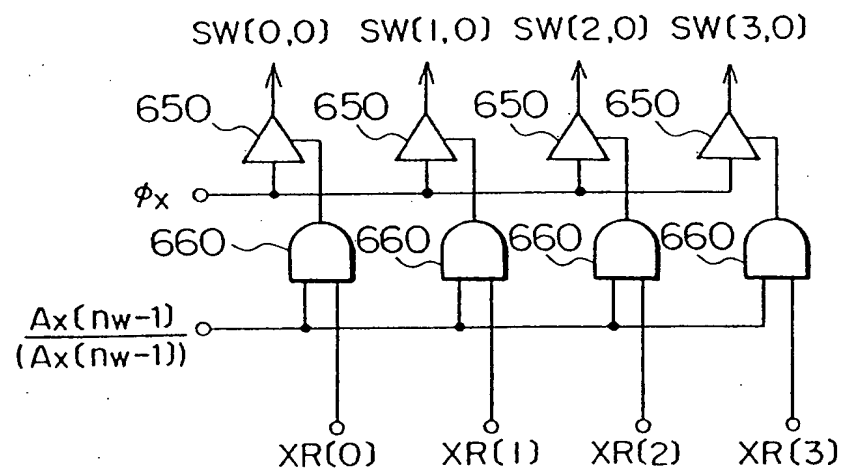 SW(0,0) SW(1,0) SW(2,0) SW(3,0)
650 650 650 650
φx
660 660 660 660
Ax(nw-1)
(Ax(nw-1))
XR(0) XR(1) XR(2) XR(3)